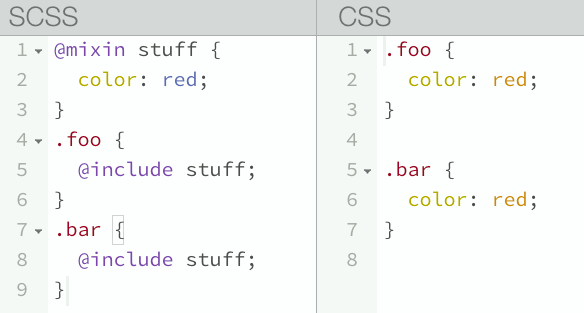 SCSS
1 @mixin stuff {
2   color: red;
3 }
4 .foo {
5   @include stuff;
6 }
7 .bar {
8   @include stuff;
9 }
CSS
1 .foo {
2   color: red;
3 }
4
5 .bar {
6   color: red;
7 }
8